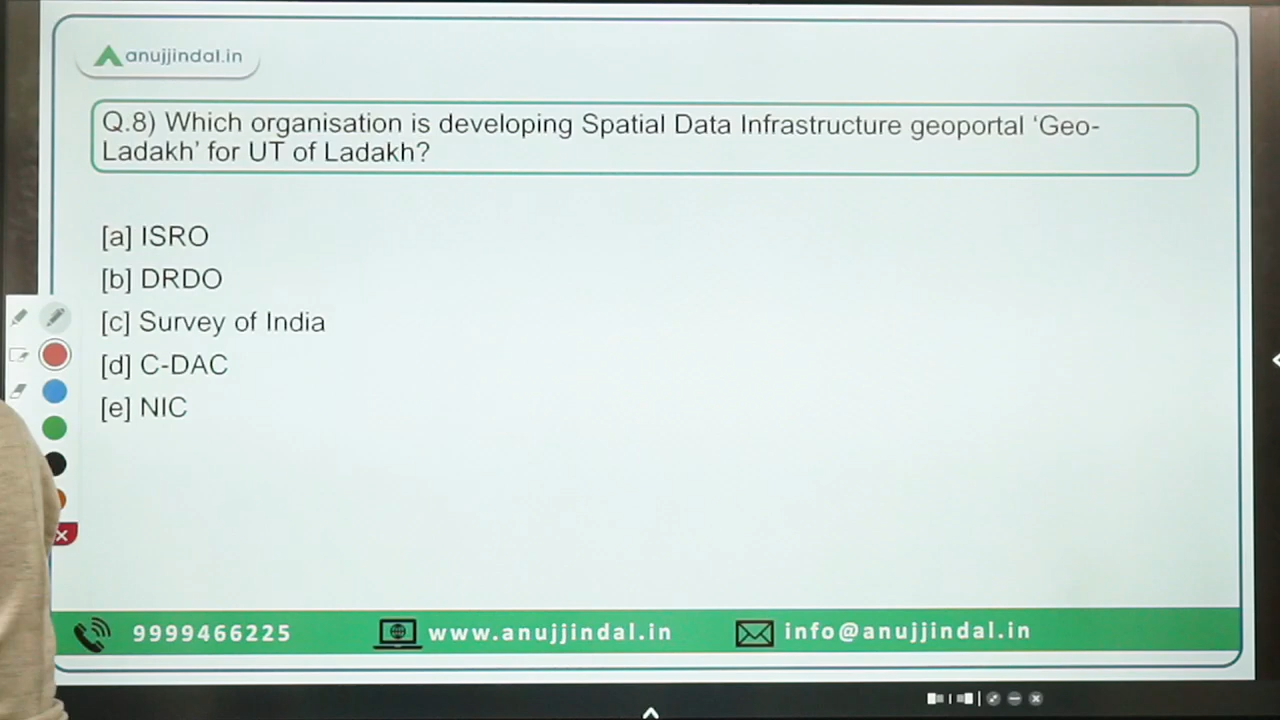 anujjindal.in
Q.8) Which organisation is developing Spatial Data Infrastructure geoportal ‘Geo-
Ladakh’ for UT of Ladakh?
[a] ISRO
[b] DRDO
[c] Survey of India
[d] C-DAC
[e] NIC
9999466225 www.anujjindal.in info@anujjindal.in